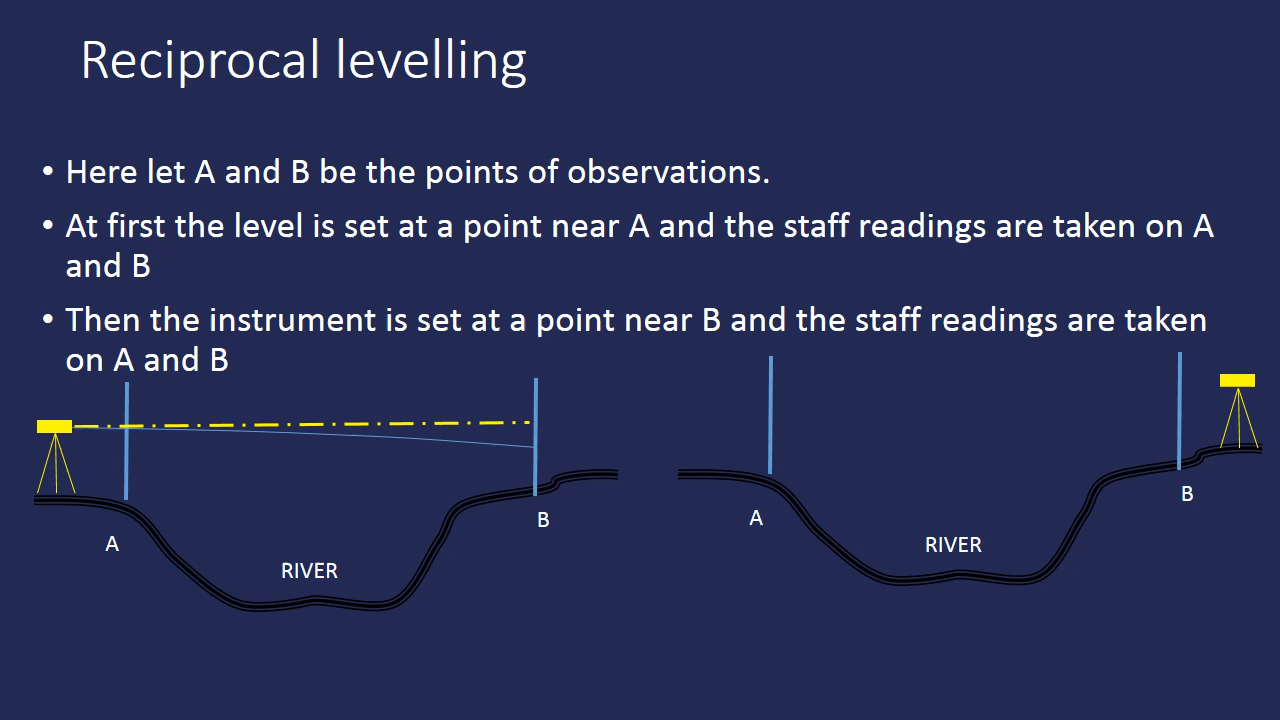 Reciprocal levelling
• Here let A and B be the points of observations.
• At first the level is set at a point near A and the staff readings are taken on A
and B
• Then the instrument is set at a point near B and the staff readings are taken
on A and B
A
RIVER
B
A
RIVER
B